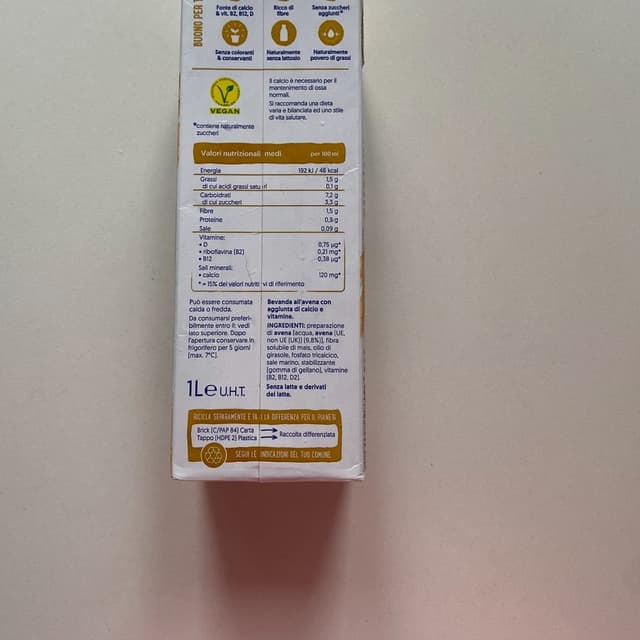 BUONO PER T
Fonte di calcio
& vit. B2, B12, D
Ricco di
fibre
Senza zuccheri
aggiunti*
Senza coloranti
& conservanti
Naturalmente
senza lattosio
Naturalmente
povero di grassi
VEGAN
Il calcio è necessario per il
mantenimento di ossa
normali.
Si raccomanda una dieta
varia e bilanciata ed uno stile
di vita salutare.
*contiene naturalmente
zuccheri
Valori nutrizionali medi per 100 ml
Energia 192 kJ / 46 kcal
Grassi 1,5 g
di cui acidi grassi saturi 0,1 g
Carboidrati 7,2 g
di cui zuccheri 3,3 g
Fibre 1,5 g
Proteine 0,3 g
Sale 0,09 g
Vitamine:
• D 0,75 µg*
• riboflavina (B2) 0,21 mg*
• B12 0,38 µg*
Sali minerali:
• calcio 120 mg*
* = 15% dei valori nutritivi di riferimento
Può essere consumata
calda o fredda.
Da consumarsi preferi-
bilmente entro il: vedi
lato superiore. Dopo
l'apertura conservare in
frigorifero per 5 giorni
(max. 7°C).
1L e U.H.T.
Bevanda all'avena con
aggiunta di calcio e
vitamine.
INGREDIENTI: preparazione
di avena (acqua, avena (UE,
non UE (UK)) (9,8%)), fibra
solubile di mais, olio di
girasole, fosfato tricalcico,
sale marino, stabilizzante
(gomma di gellano), vitamine
(B2, B12, D2).
Senza latte e derivati
del latte.
RICICLA SEPARATAMENTE E FAI LA DIFFERENZA PER IL PIANETA
Brick (C/PAP 84) Carta
Tappo (HDPE 2) Plastica
Raccolta differenziata
SEGUI LE INDICAZIONI DEL TUO COMUNE